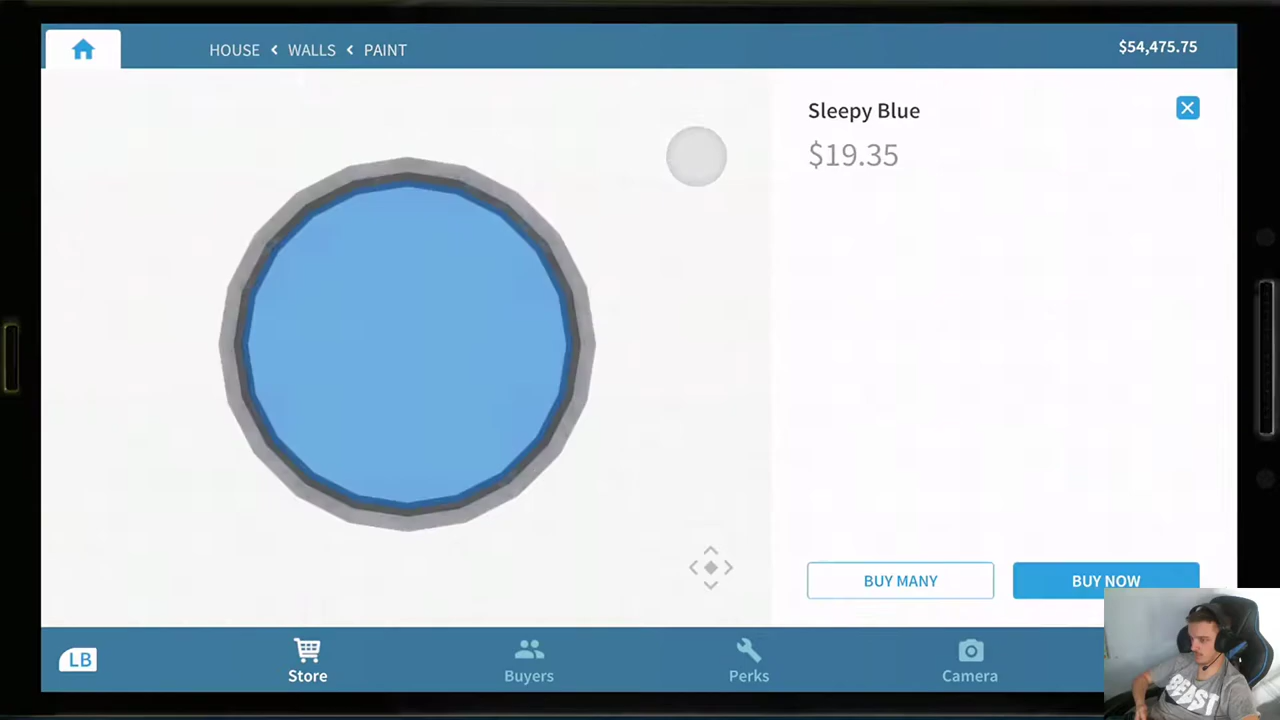 HOUSE < WALLS < PAINT
$54,475.75
Sleepy Blue
$19.35
BUY MANY
BUY NOW
LB
Store
Buyers
Perks
Camera
BEAST